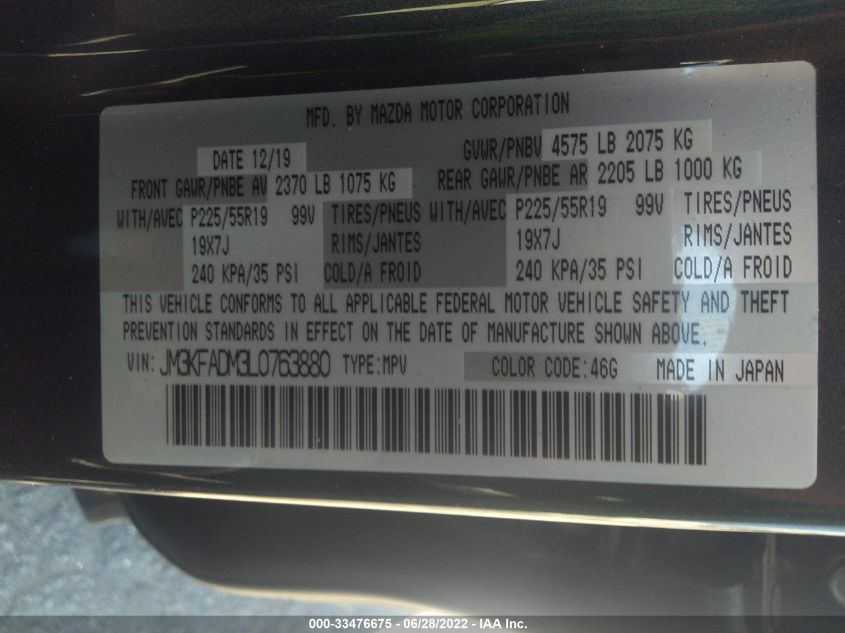 MFD. BY MAZDA MOTOR CORPORATION
DATE 12/19 GVWR/PNBV 4575 LB 2075 KG
FRONT GAWR/PNBE AV 2370 LB 1075 KG REAR GAWR/PNBE AR 2205 LB 1000 KG
WITH/AVEC P225/55R19 99V TIRES/PNEUS WITH/AVEC P225/55R19 99V TIRES/PNEUS
19X7J RIMS/JANTES 19X7J RIMS/JANTES
240 KPA/35 PSI COLD/A FROID 240 KPA/35 PSI COLD/A FROID
THIS VEHICLE CONFORMS TO ALL APPLICABLE FEDERAL MOTOR VEHICLE SAFETY AND THEFT
PREVENTION STANDARDS IN EFFECT ON THE DATE OF MANUFACTURE SHOWN ABOVE.
VIN: JM3KFADM3L0763880 TYPE:MPV COLOR CODE:46G MADE IN JAPAN
000-33476675 - 06/28/2022 - IAA Inc.